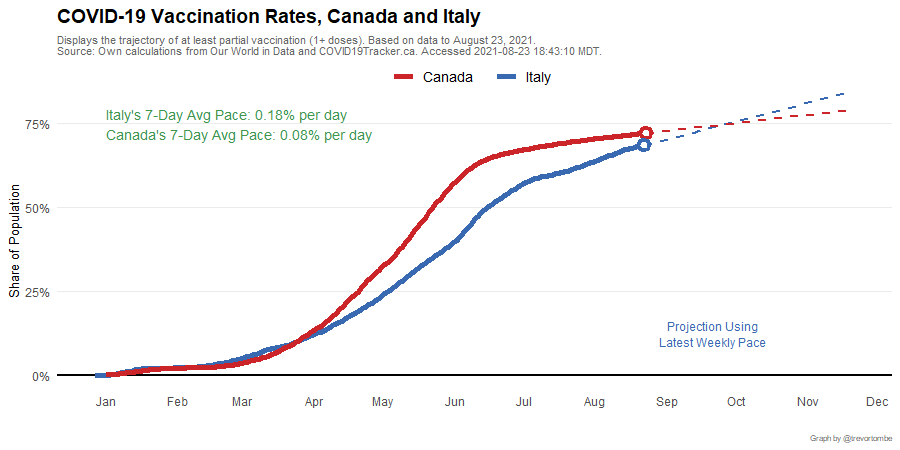 COVID-19 Vaccination Rates, Canada and Italy
Displays the trajectory of at least partial vaccination (1+ doses). Based on data to August 23, 2021.
Source: Own calculations from Our World in Data and COVID19Tracker.ca. Accessed 2021-08-23 18:43:10 MDT.
Canada Italy
Italy's 7-Day Avg Pace: 0.18% per day
Canada's 7-Day Avg Pace: 0.08% per day
Share of Population
75%
50%
25%
0%
Projection Using
Latest Weekly Pace
Jan Feb Mar Apr May Jun Jul Aug Sep Oct Nov Dec
Graph by @trevortombe